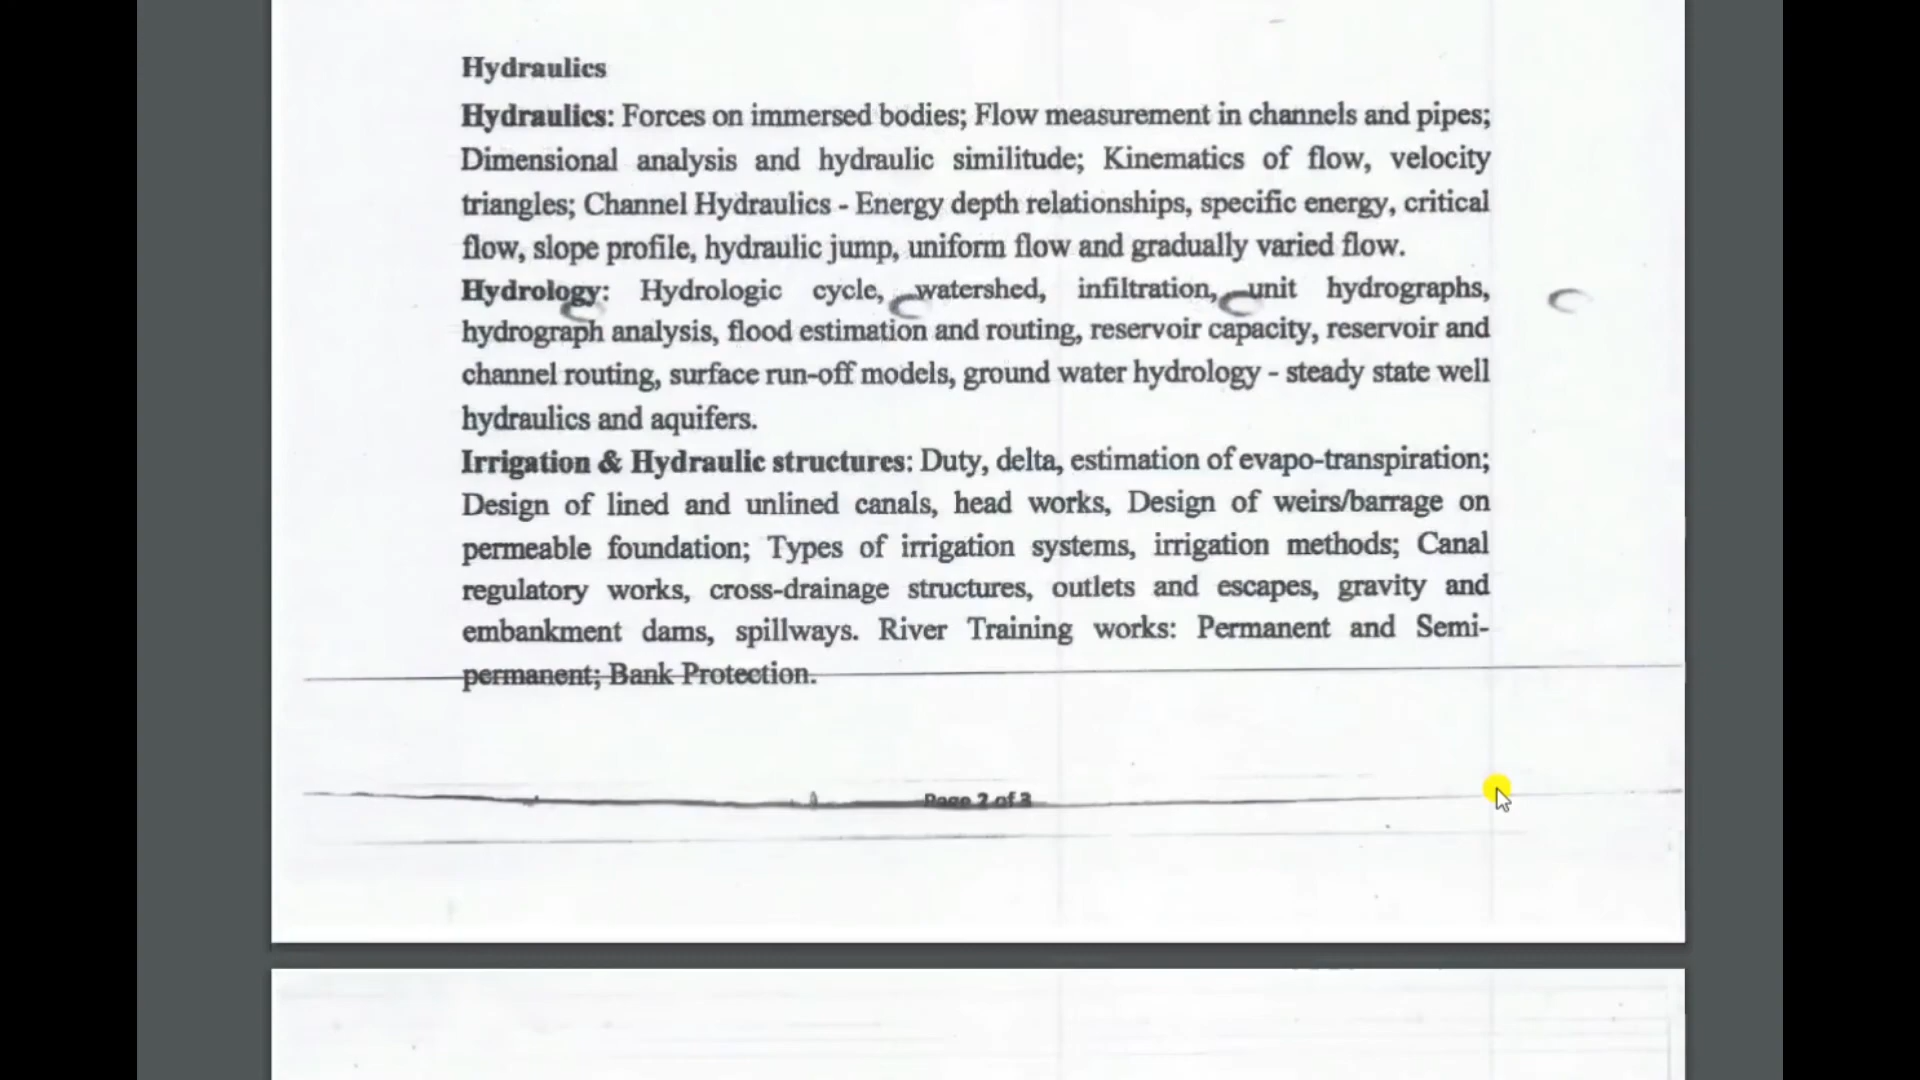 Hydraulics
Hydraulics: Forces on immersed bodies; Flow measurement in channels and pipes;
Dimensional analysis and hydraulic similitude; Kinematics of flow, velocity
triangles; Channel Hydraulics - Energy depth relationships, specific energy, critical
flow, slope profile, hydraulic jump, uniform flow and gradually varied flow.
Hydrology: Hydrologic cycle, watershed, infiltration, unit hydrographs,
hydrograph analysis, flood estimation and routing, reservoir capacity, reservoir and
channel routing, surface run-off models, ground water hydrology - steady state well
hydraulics and aquifers.
Irrigation & Hydraulic structures: Duty, delta, estimation of evapo-transpiration;
Design of lined and unlined canals, head works, Design of weirs/barrage on
permeable foundation; Types of irrigation systems, irrigation methods; Canal
regulatory works, cross-drainage structures, outlets and escapes, gravity and
embankment dams, spillways. River Training works: Permanent and Semi-
permanent; Bank Protection.
Page 2 of 3